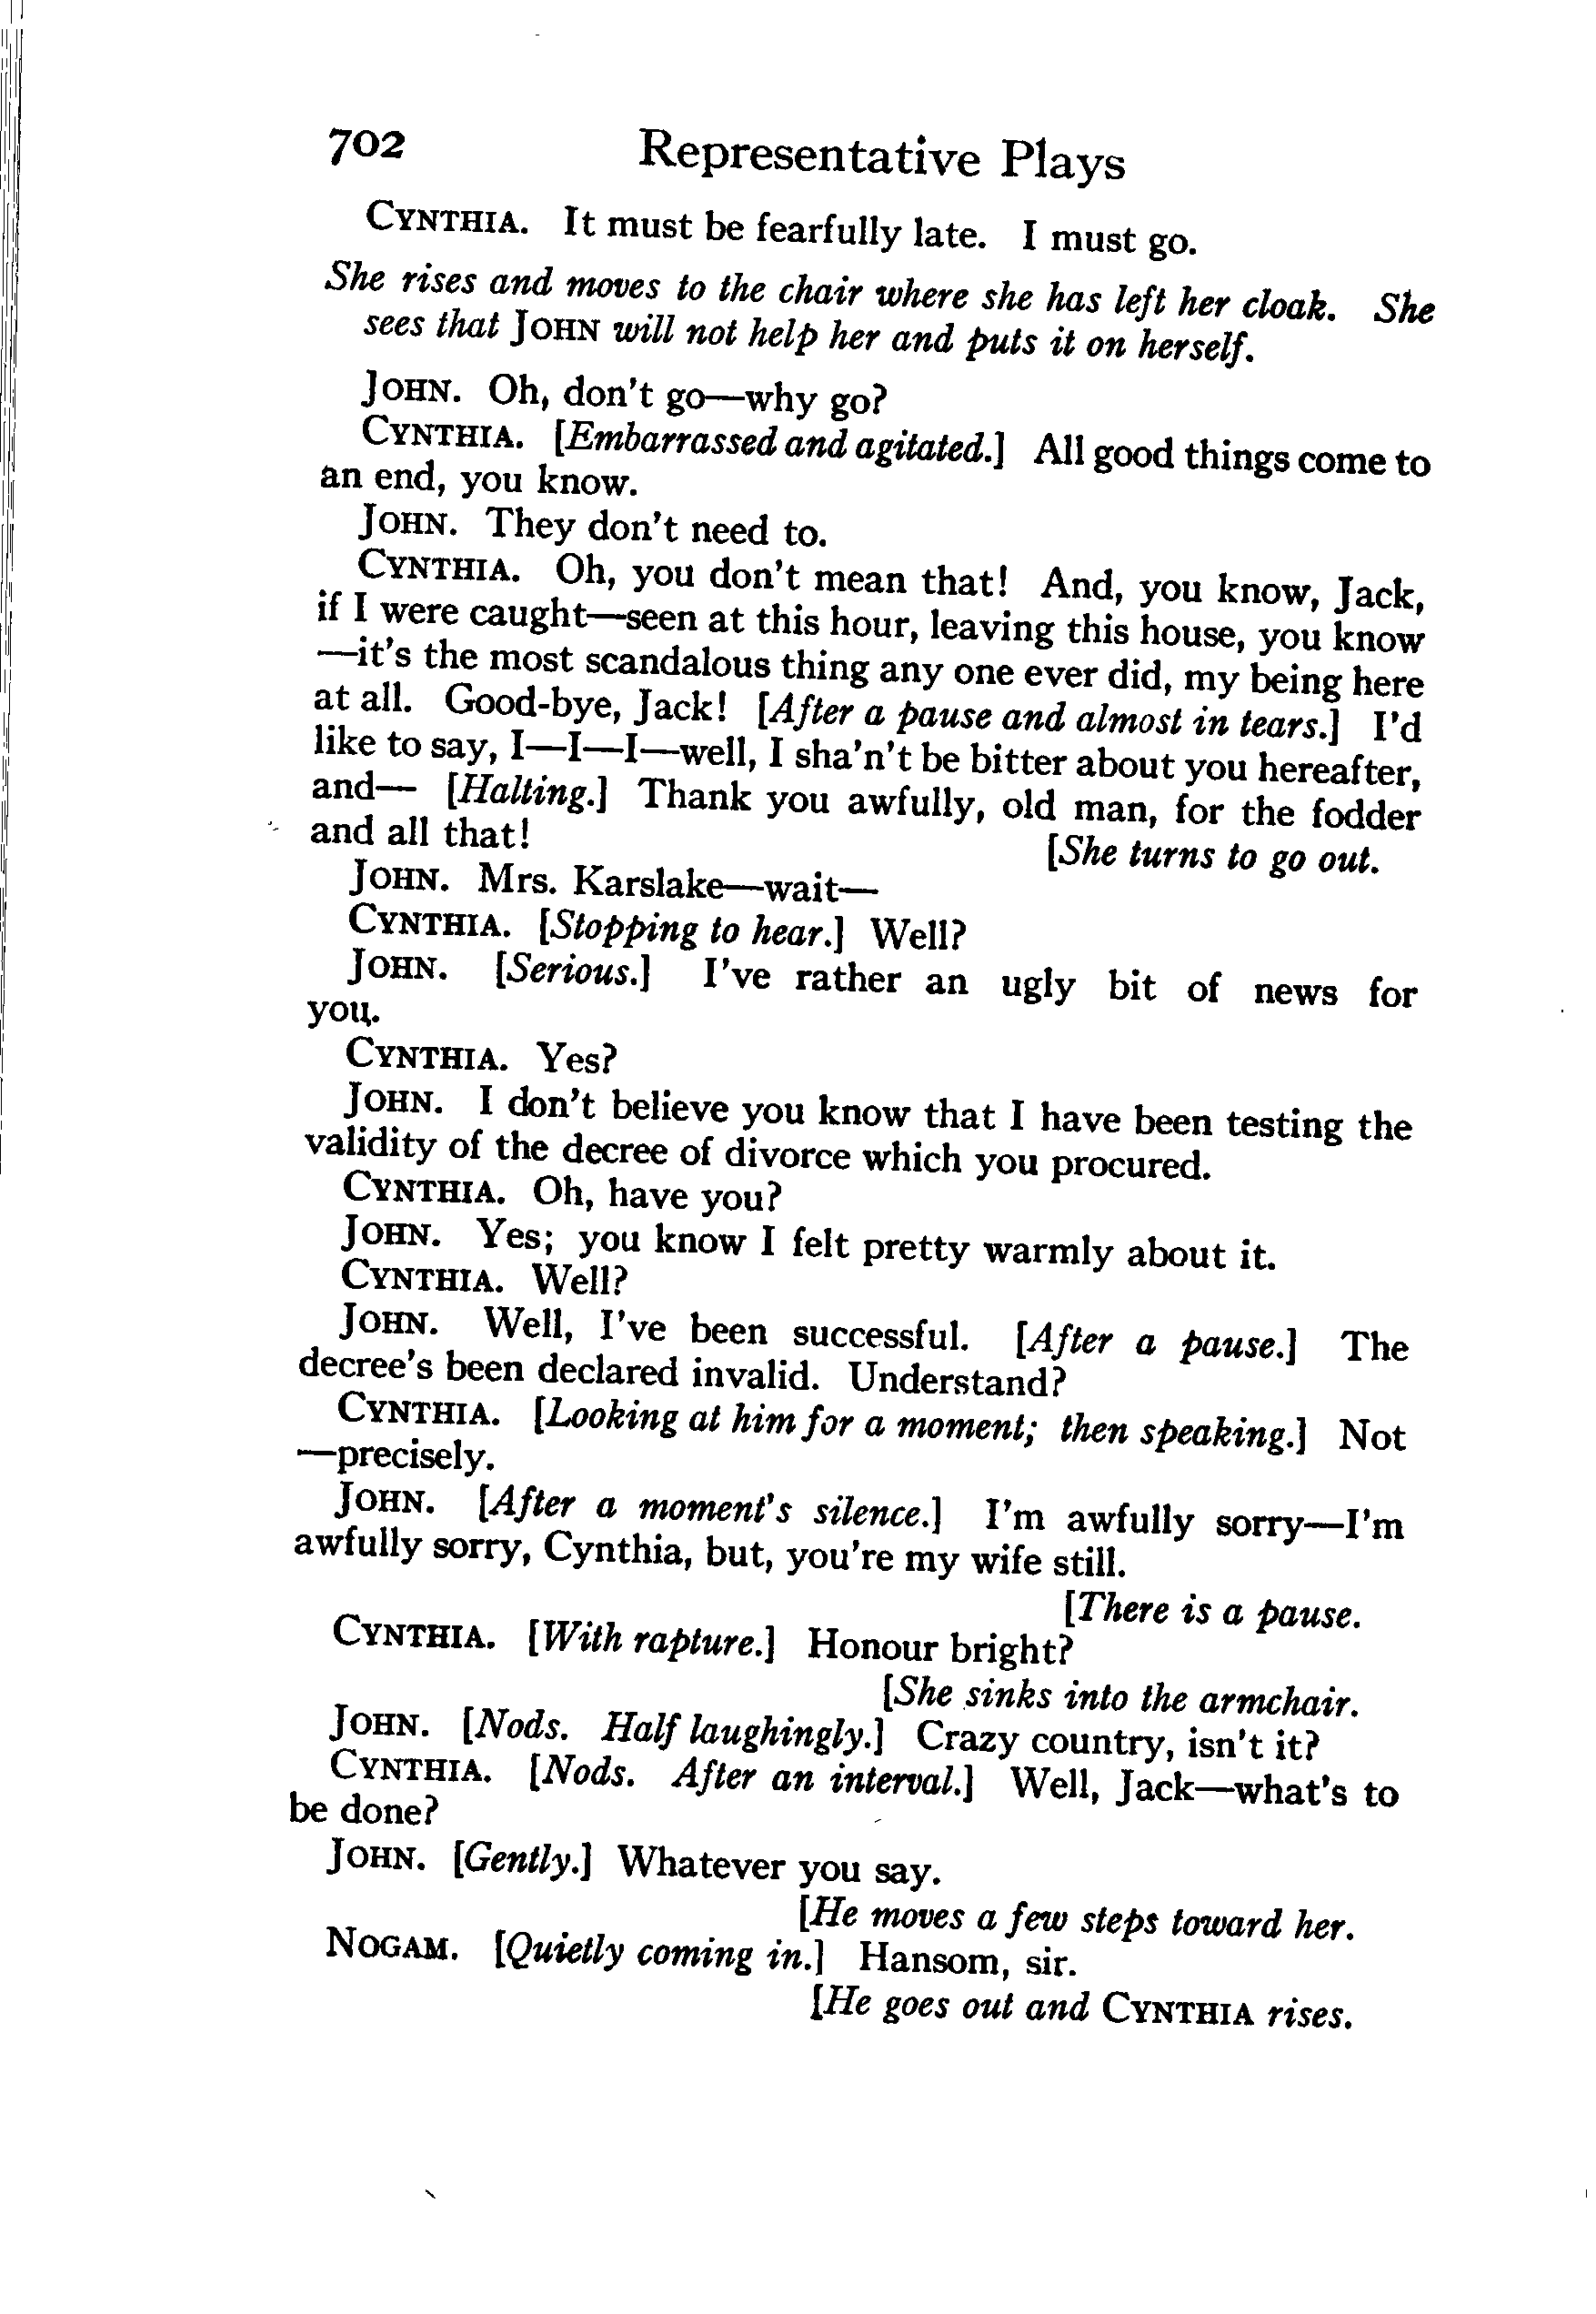 702 Representative Plays
CYNTHIA. It must be fearfully late. I must go.
She rises and moves to the chair where she has left her cloak. She
sees that JOHN will not help her and puts it on herself.
JOHN. Oh, don't go—why go?
CYNTHIA. [Embarrassed and agitated.] All good things come to
an end, you know.
JOHN. They don't need to.
CYNTHIA. Oh, you don't mean that! And, you know, Jack,
if I were caught—seen at this hour, leaving this house, you know
—it's the most scandalous thing any one ever did, my being here
at all. Good-bye, Jack! [After a pause and almost in tears.] I'd
like to say, I—I—I—well, I sha'n't be bitter about you hereafter,
and— [Halting.] Thank you awfully, old man, for the fodder
and all that! [She turns to go out.
JOHN. Mrs. Karslake—wait—
CYNTHIA. [Stopping to hear.] Well?
JOHN. [Serious.] I've rather an ugly bit of news for
you.
CYNTHIA. Yes?
JOHN. I don't believe you know that I have been testing the
validity of the decree of divorce which you procured.
CYNTHIA. Oh, have you?
JOHN. Yes; you know I felt pretty warmly about it.
CYNTHIA. Well?
JOHN. Well, I've been successful. [After a pause.] The
decree's been declared invalid. Understand?
CYNTHIA. [Looking at him for a moment; then speaking.] Not
—precisely.
JOHN. [After a moment's silence.] I'm awfully sorry—I'm
awfully sorry, Cynthia, but, you're my wife still.
[There is a pause.
CYNTHIA. [With rapture.] Honour bright?
[She sinks into the armchair.
JOHN. [Nods. Half laughingly.] Crazy country, isn't it?
CYNTHIA. [Nods. After an interval.] Well, Jack—what's to
be done?
JOHN. [Gently.] Whatever you say.
[He moves a few steps toward her.
NOGAM. [Quietly coming in.] Hansom, sir.
[He goes out and CYNTHIA rises.